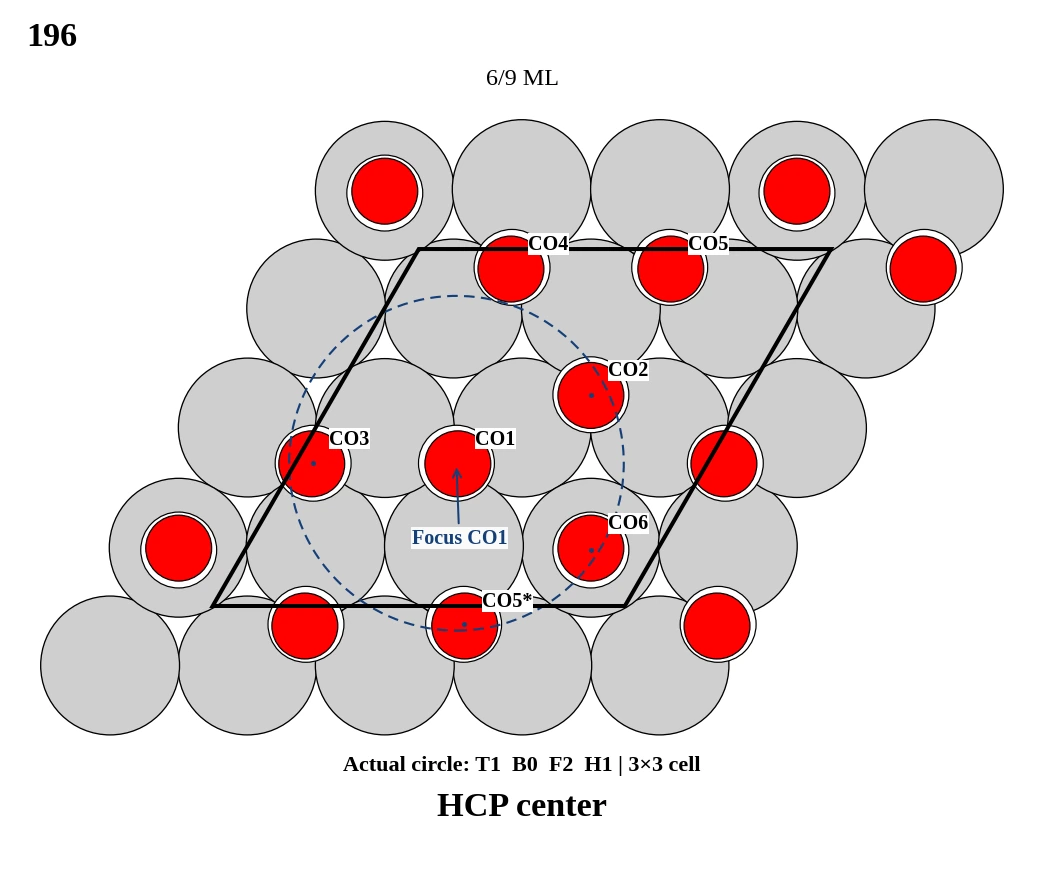 196
6/9 ML
CO4
CO5
CO2
CO3
CO1
CO6
Focus CO1
CO5*
Actual circle: T1 B0 F2 H1 | 3×3 cell
HCP center